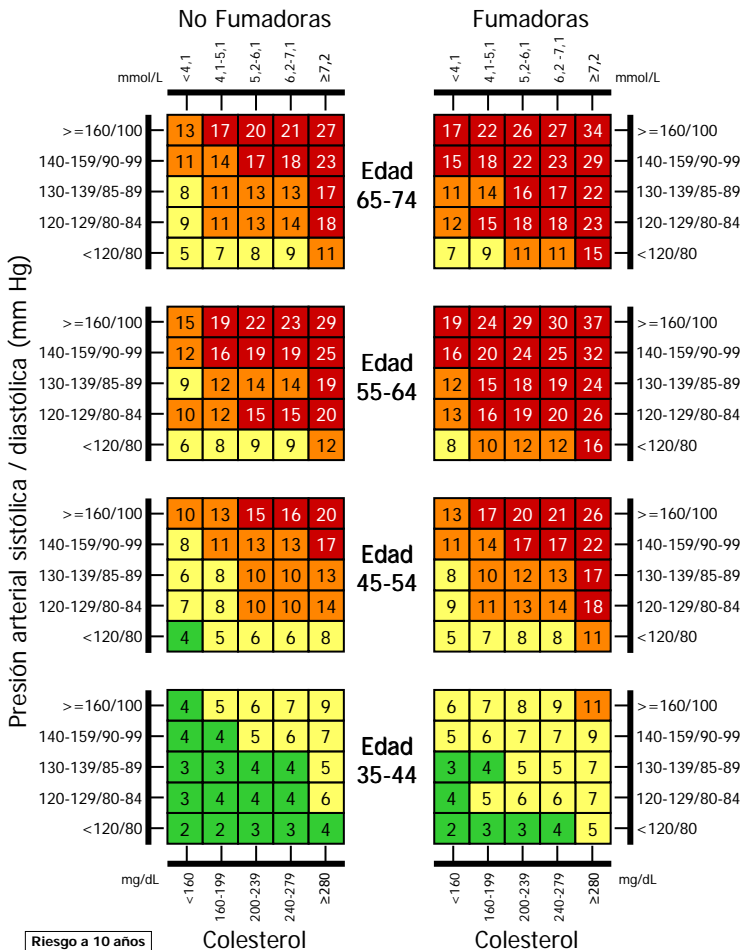 No Fumadoras Fumadoras
mmol/L <4,1 4,1-5,1 5,2-6,1 6,2-7,1 ≥7,2 <4,1 4,1-5,1 5,2-6,1 6,2-7,1 ≥7,2 mmol/L
Presión arterial sistólica / diastólica (mm Hg)
>=160/100 13 17 20 21 27 17 22 26 27 34 >=160/100
140-159/90-99 11 14 17 18 23 15 18 22 23 29 140-159/90-99
Edad
130-139/85-89 8 11 13 13 17 11 14 16 17 22 130-139/85-89
65-74
120-129/80-84 9 11 13 14 18 12 15 18 18 23 120-129/80-84
<120/80 5 7 8 9 11 7 9 11 11 15 <120/80
>=160/100 15 19 22 23 29 19 24 29 30 37 >=160/100
140-159/90-99 12 16 19 19 25 16 20 24 25 32 140-159/90-99
Edad
130-139/85-89 9 12 14 14 19 12 15 18 19 24 130-139/85-89
55-64
120-129/80-84 10 12 15 15 20 13 16 19 20 26 120-129/80-84
<120/80 6 8 9 9 12 8 10 12 12 16 <120/80
>=160/100 10 13 15 16 20 13 17 20 21 26 >=160/100
140-159/90-99 8 11 13 13 17 11 14 17 17 22 140-159/90-99
Edad
130-139/85-89 6 8 10 10 13 8 10 12 13 17 130-139/85-89
45-54
120-129/80-84 7 8 10 10 14 9 11 13 14 18 120-129/80-84
<120/80 4 5 6 6 8 5 7 8 8 11 <120/80
>=160/100 4 5 6 7 9 6 7 8 9 11 >=160/100
140-159/90-99 4 4 5 6 7 5 6 7 7 9 140-159/90-99
Edad
130-139/85-89 3 3 4 4 5 3 4 5 5 7 130-139/85-89
35-44
120-129/80-84 3 4 4 4 6 4 5 6 6 7 120-129/80-84
<120/80 2 2 3 3 4 2 3 3 4 5 <120/80
mg/dL <160 160-199 200-239 240-279 ≥280 <160 160-199 200-239 240-279 ≥280 mg/dL
Riesgo a 10 años Colesterol Colesterol